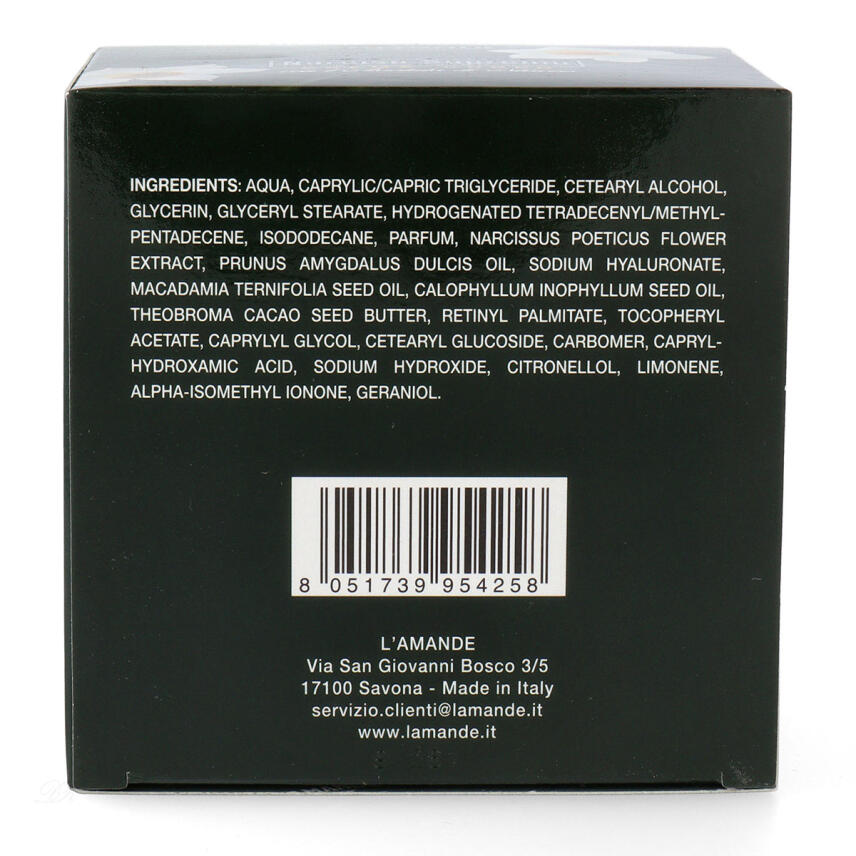 INGREDIENTS: AQUA, CAPRYLIC/CAPRIC TRIGLYCERIDE, CETEARYL ALCOHOL,
GLYCERIN, GLYCERYL STEARATE, HYDROGENATED TETRADECENYL/METHYL-
PENTADECENE, ISODODECANE, PARFUM, NARCISSUS POETICUS FLOWER
EXTRACT, PRUNUS AMYGDALUS DULCIS OIL, SODIUM HYALURONATE,
MACADAMIA TERNIFOLIA SEED OIL, CALOPHYLLUM INOPHYLLUM SEED OIL,
THEOBROMA CACAO SEED BUTTER, RETINYL PALMITATE, TOCOPHERYL
ACETATE, CAPRYLYL GLYCOL, CETEARYL GLUCOSIDE, CARBOMER, CAPRYL-
HYDROXAMIC ACID, SODIUM HYDROXIDE, CITRONELLOL, LIMONENE,
ALPHA-ISOMETHYL IONONE, GERANIOL.
8 051739 954258
L'AMANDE
Via San Giovanni Bosco 3/5
17100 Savona - Made in Italy
servizio.clienti@lamande.it
www.lamande.it